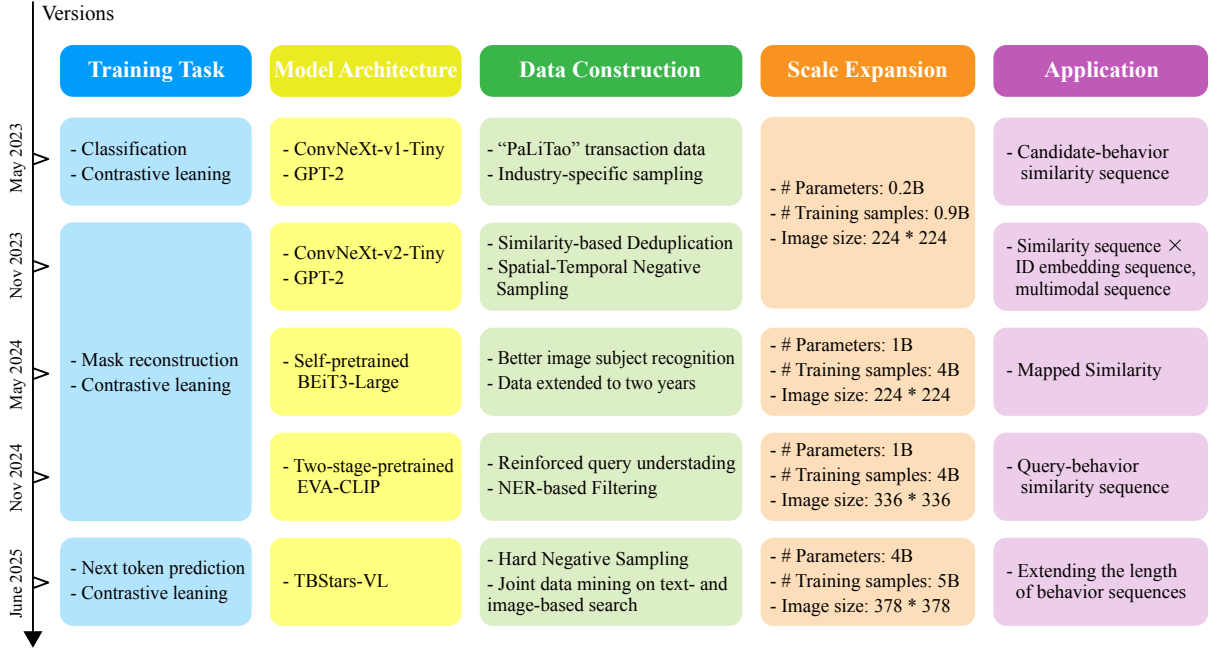 Versions
Training Task
Model Architecture
Data Construction
Scale Expansion
Application
May 2023
- Classification
- Contrastive leaning
- ConvNeXt-v1-Tiny
- GPT-2
- “PaLiTao” transaction data
- Industry-specific sampling
- # Parameters: 0.2B
- # Training samples: 0.9B
- Image size: 224 * 224
- Candidate-behavior
similarity sequence
Nov 2023
- Mask reconstruction
- Contrastive leaning
- ConvNeXt-v2-Tiny
- GPT-2
- Similarity-based Deduplication
- Spatial-Temporal Negative
Sampling
- Similarity sequence ×
ID embedding sequence,
multimodal sequence
May 2024
- Self-pretrained
BEiT3-Large
- Better image subject recognition
- Data extended to two years
- # Parameters: 1B
- # Training samples: 4B
- Image size: 224 * 224
- Mapped Similarity
Nov 2024
- Two-stage-pretrained
EVA-CLIP
- Reinforced query understading
- NER-based Filtering
- # Parameters: 1B
- # Training samples: 4B
- Image size: 336 * 336
- Query-behavior
similarity sequence
June 2025
- Next token prediction
- Contrastive leaning
- TBStars-VL
- Hard Negative Sampling
- Joint data mining on text- and
image-based search
- # Parameters: 4B
- # Training samples: 5B
- Image size: 378 * 378
- Extending the length
of behavior sequences